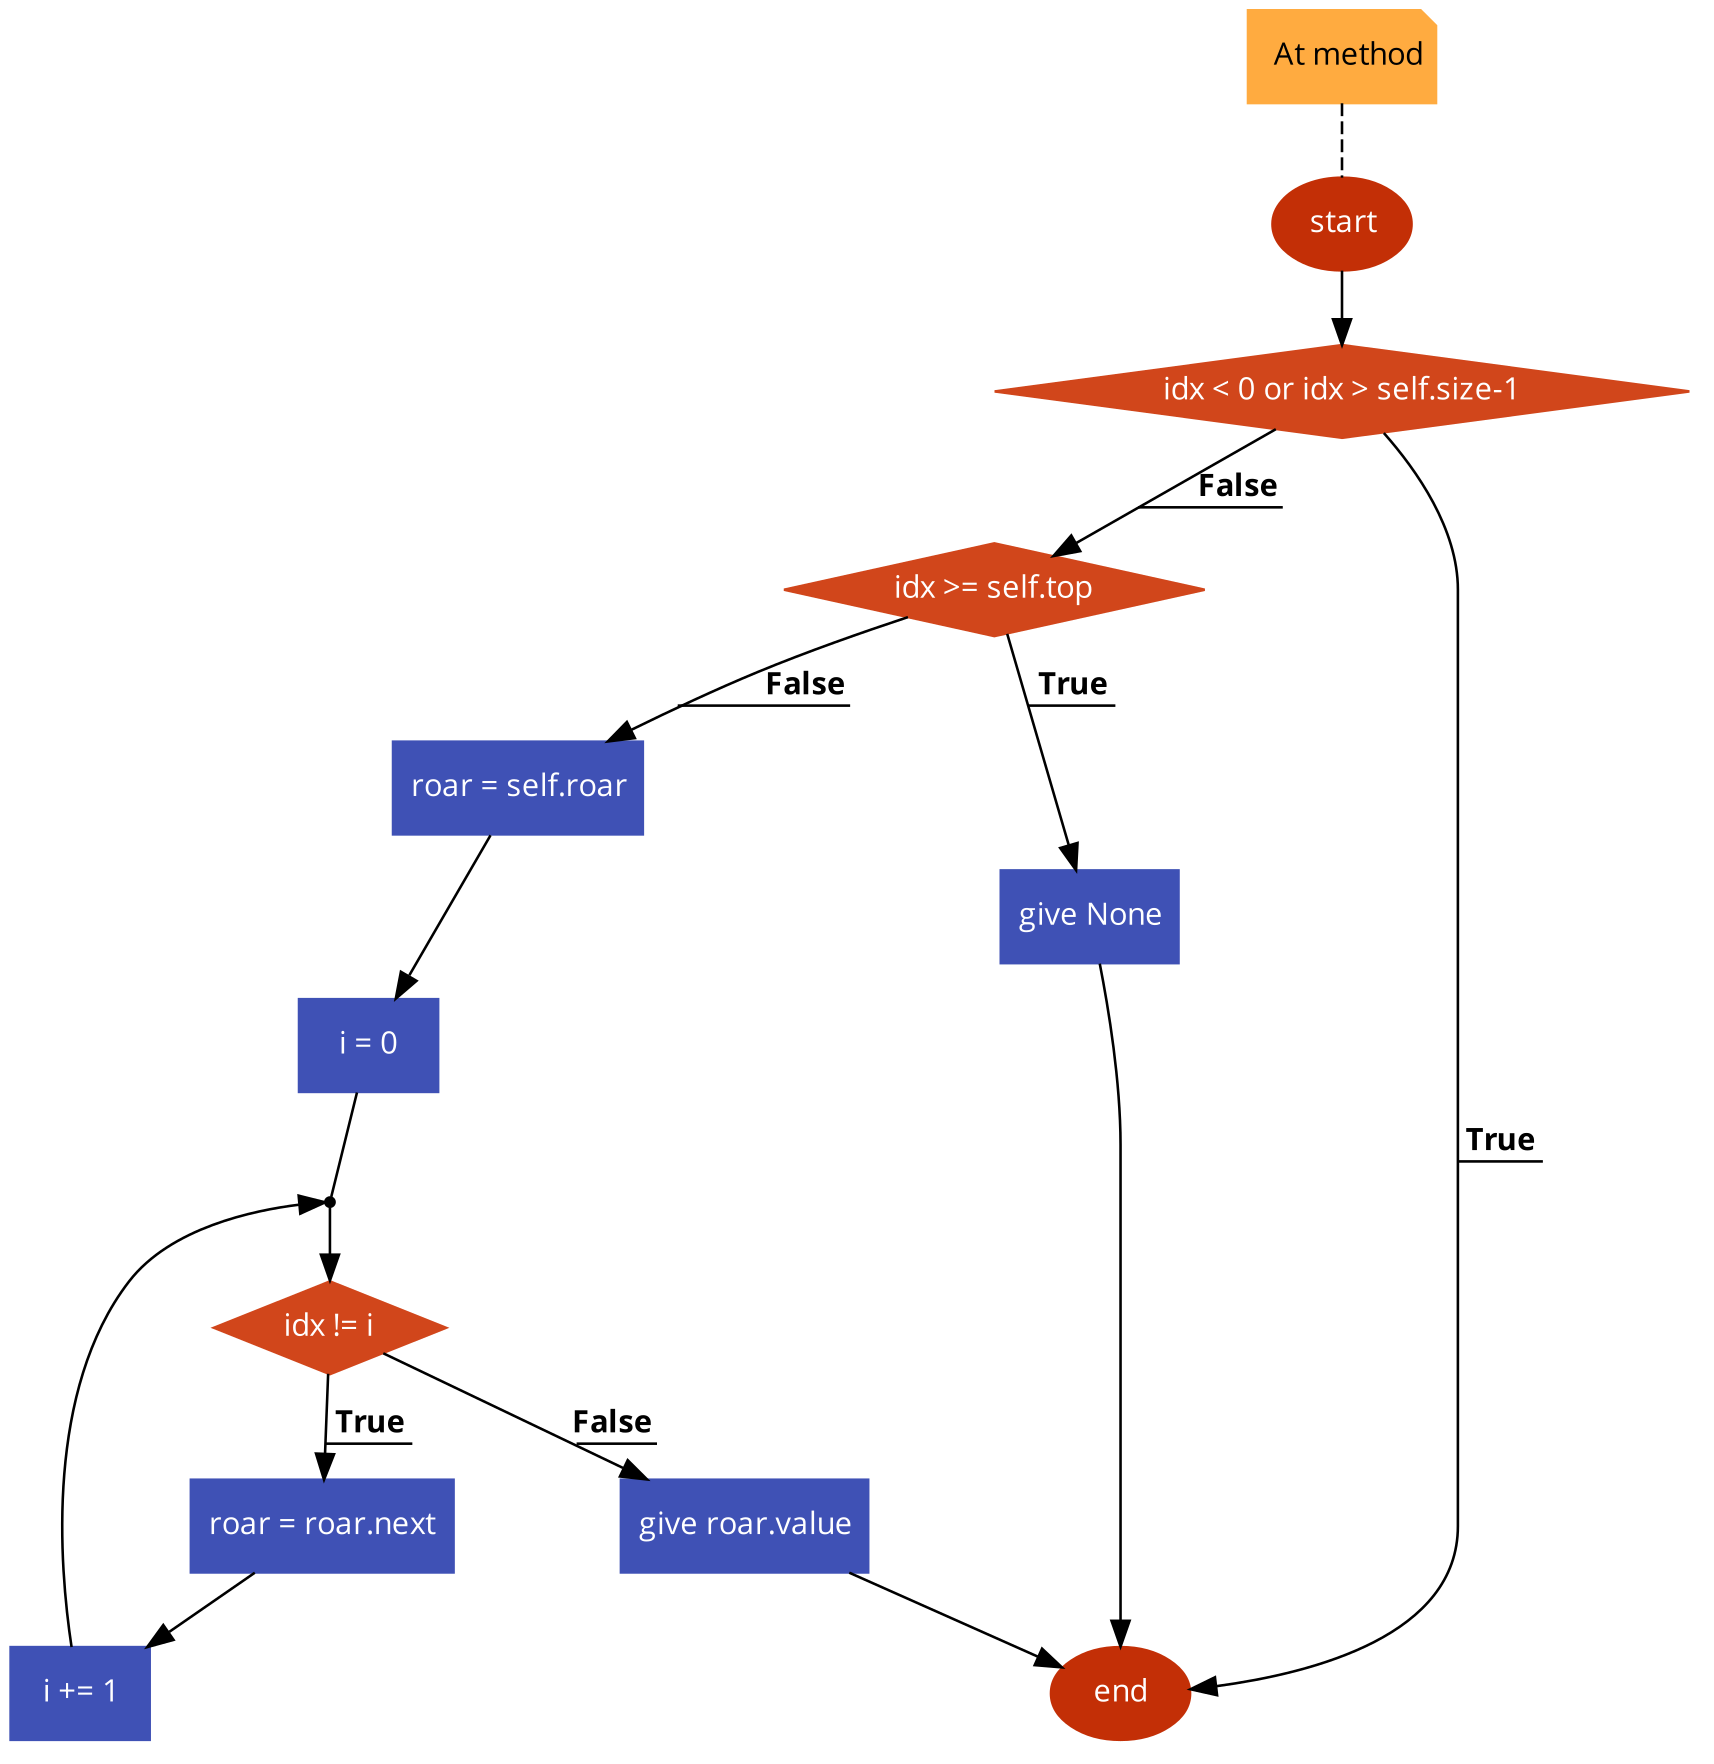 At method
start
idx < 0 or idx > self.size-1
False
idx >= self.top
False
True
roar = self.roar
give None
i = 0
True
idx != i
True
False
roar = roar.next
give roar.value
i += 1
end